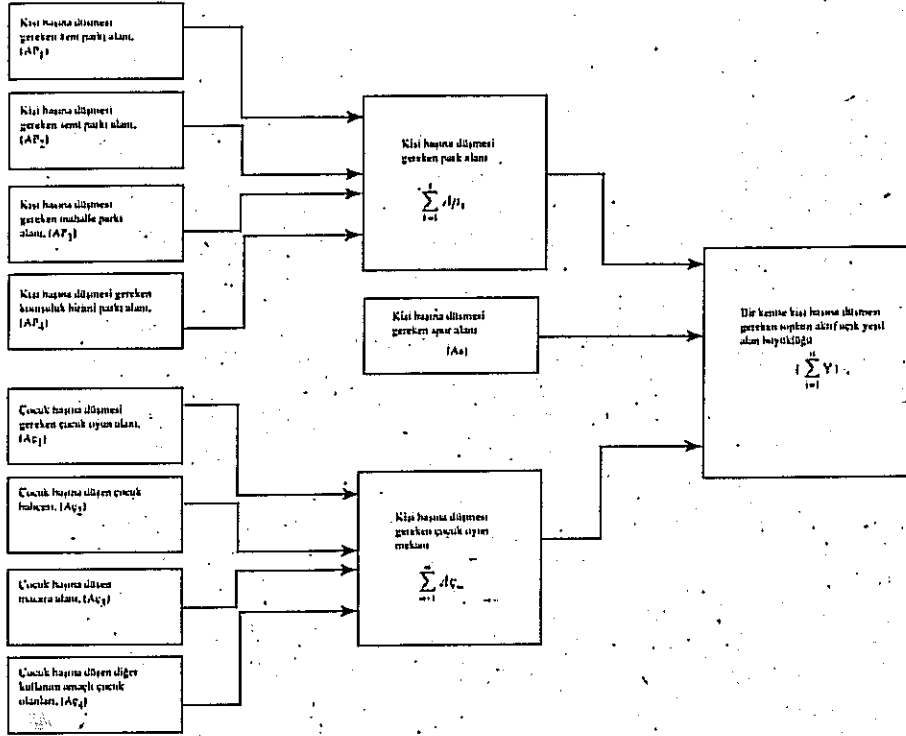 Kişi başına düşmesi
gereken kent parkı alanı,
(AP1)
Kişi başına düşmesi
gereken semt parkı alanı,
(AP2)
Kişi başına düşmesi
gereken mahalle parkı
alanı, (AP3)
Kişi başına düşmesi gereken
komşuluk birimi parkı alanı,
(AP4)
Kişi başına düşmesi
gereken park alanı
∑ Ap
Kişi başına düşmesi
gereken spor alanı
(As)
Bir kentte kişi başına düşmesi
gereken toplam aktif açık yeşil
alan büyüklüğü
( n ∑ i=1 Y )
Çocuk başına düşmesi
gereken çocuk oyun alanı,
(Aç1)
Çocuk başına düşen çocuk
bahçesi, (Aç2)
Çocuk başına düşen
macera alanı, (Aç3)
Çocuk başına düşen diğer
kullanım amaçlı çocuk
alanları, (Aç4)
Kişi başına düşmesi
gereken çocuk oyun
mekanı
∑ Aç